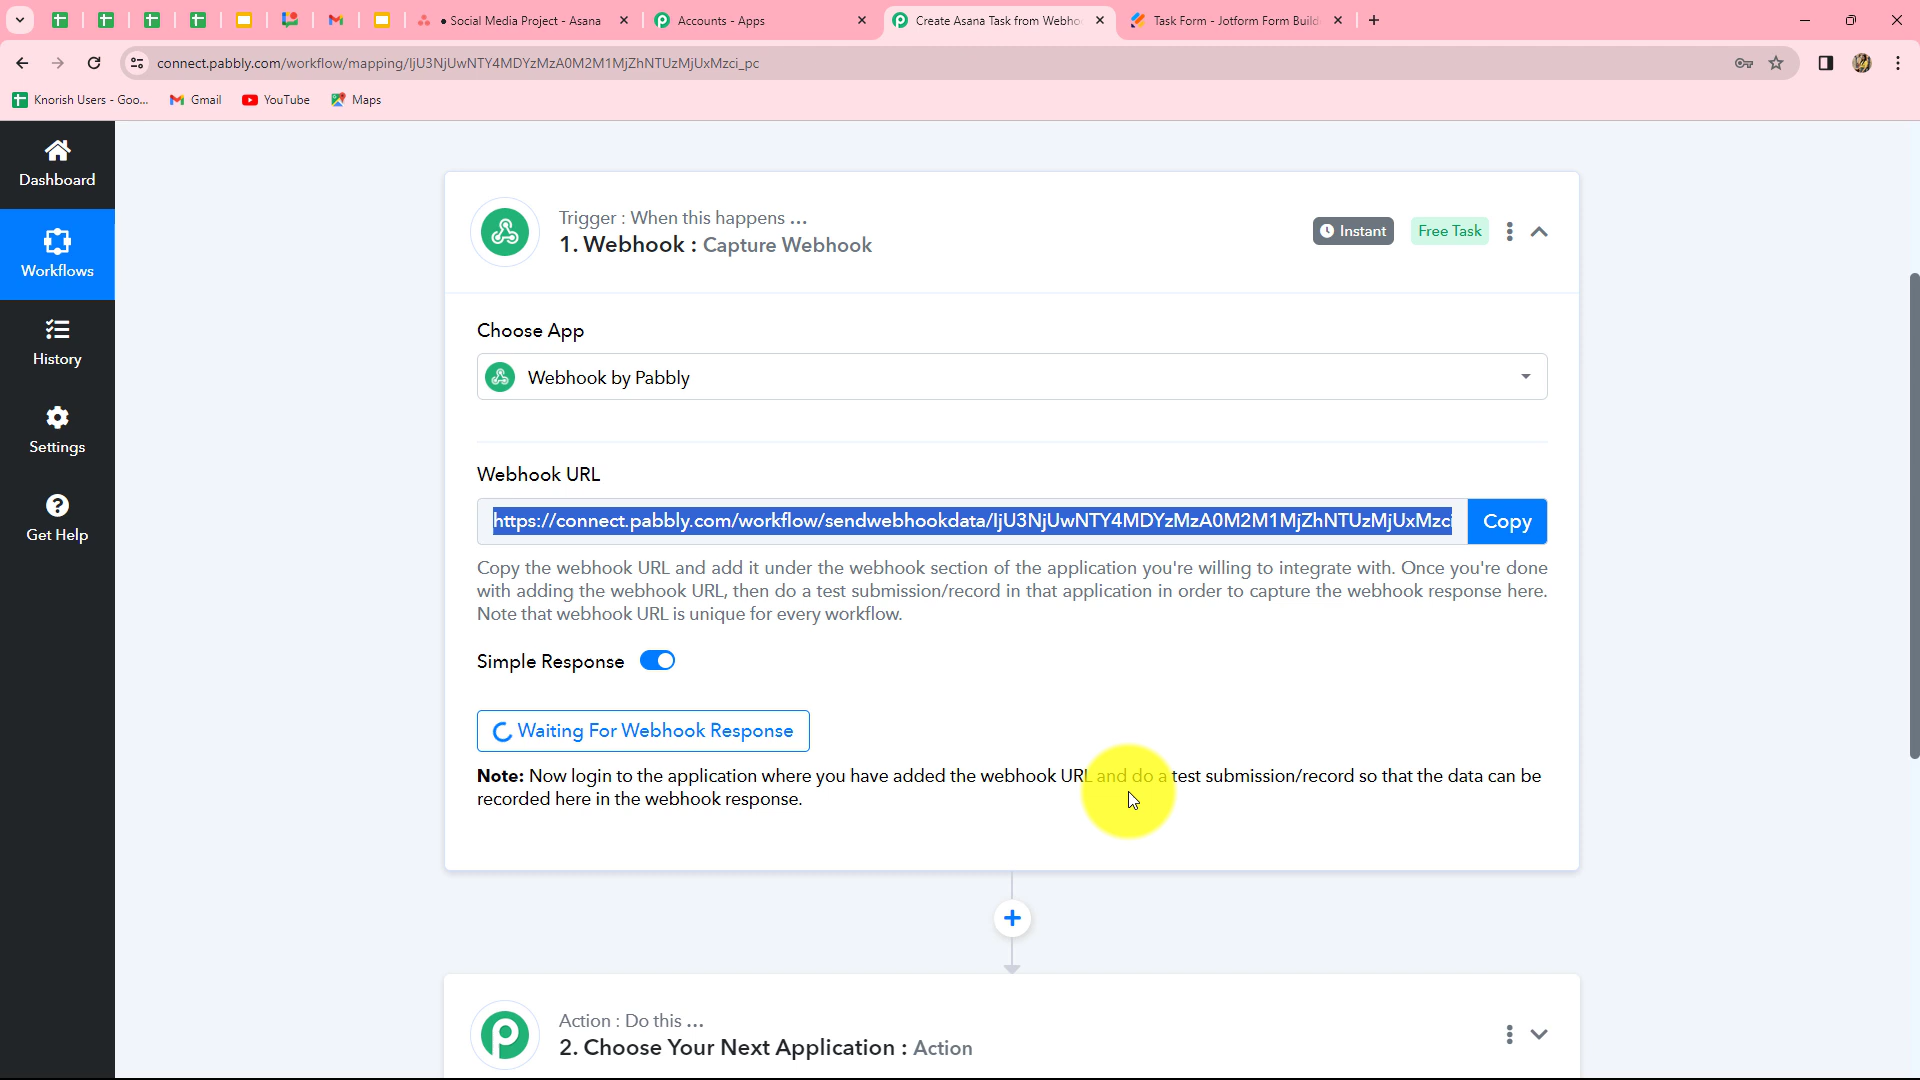 Social Media Project - Asana
Accounts - Apps
Create Asana Task from Webho
Task Form - Jotform Form Build
connect.pabbly.com/workflow/mapping/IjU3NjUwNTY4MDYzMzA0M2M1MjZhNTUzMjUxMzci_pc
Knorish Users - Goo...
Gmail
YouTube
Maps
Dashboard
Workflows
History
Settings
Get Help
Trigger : When this happens ...
1. Webhook : Capture Webhook
Instant
Free Task
Choose App
Webhook by Pabbly
Webhook URL
https://connect.pabbly.com/workflow/sendwebhookdata/IjU3NjUwNTY4MDYzMzA0M2M1MjZhNTUzMjUxMzci
Copy
Copy the webhook URL and add it under the webhook section of the application you're willing to integrate with. Once you're done
with adding the webhook URL, then do a test submission/record in that application in order to capture the webhook response here.
Note that webhook URL is unique for every workflow.
Simple Response
Waiting For Webhook Response
Note: Now login to the application where you have added the webhook URL and do a test submission/record so that the data can be
recorded here in the webhook response.
Action : Do this ...
2. Choose Your Next Application : Action